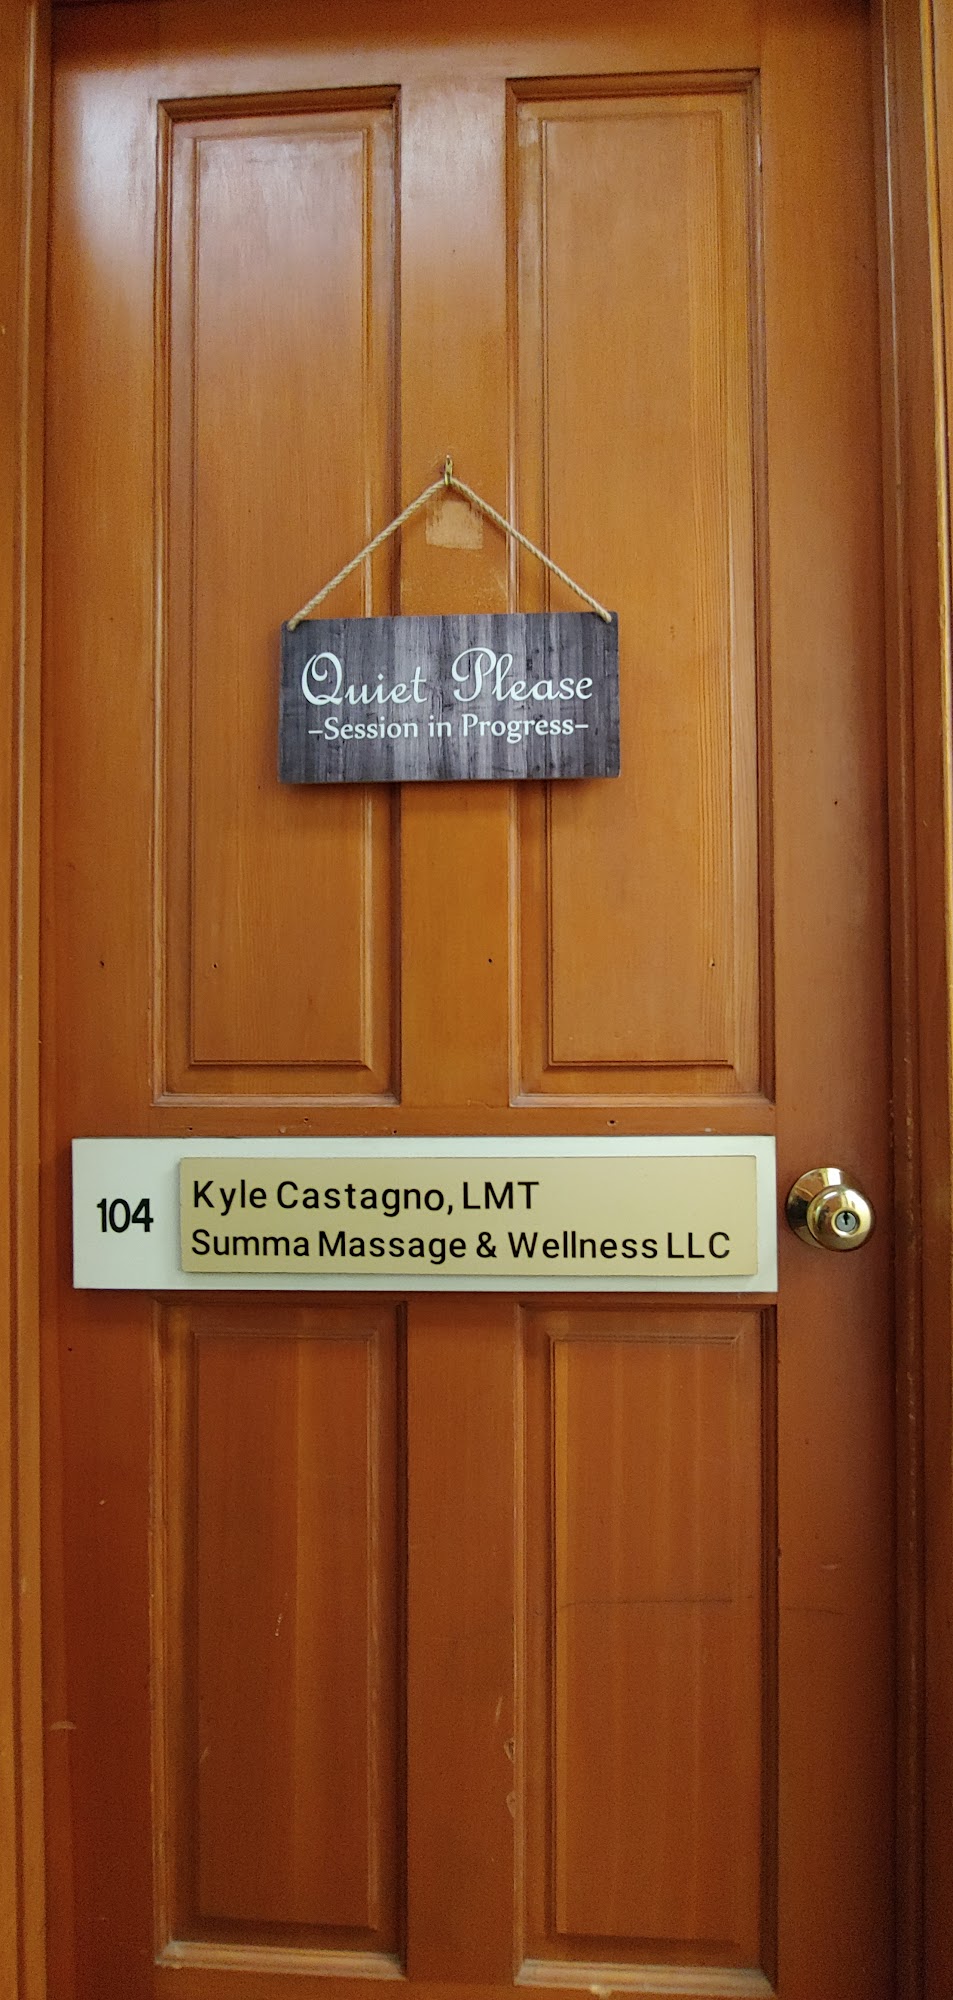 Quiet Please
–Session in Progress–
104
Kyle Castagno, LMT
Summa Massage & Wellness LLC